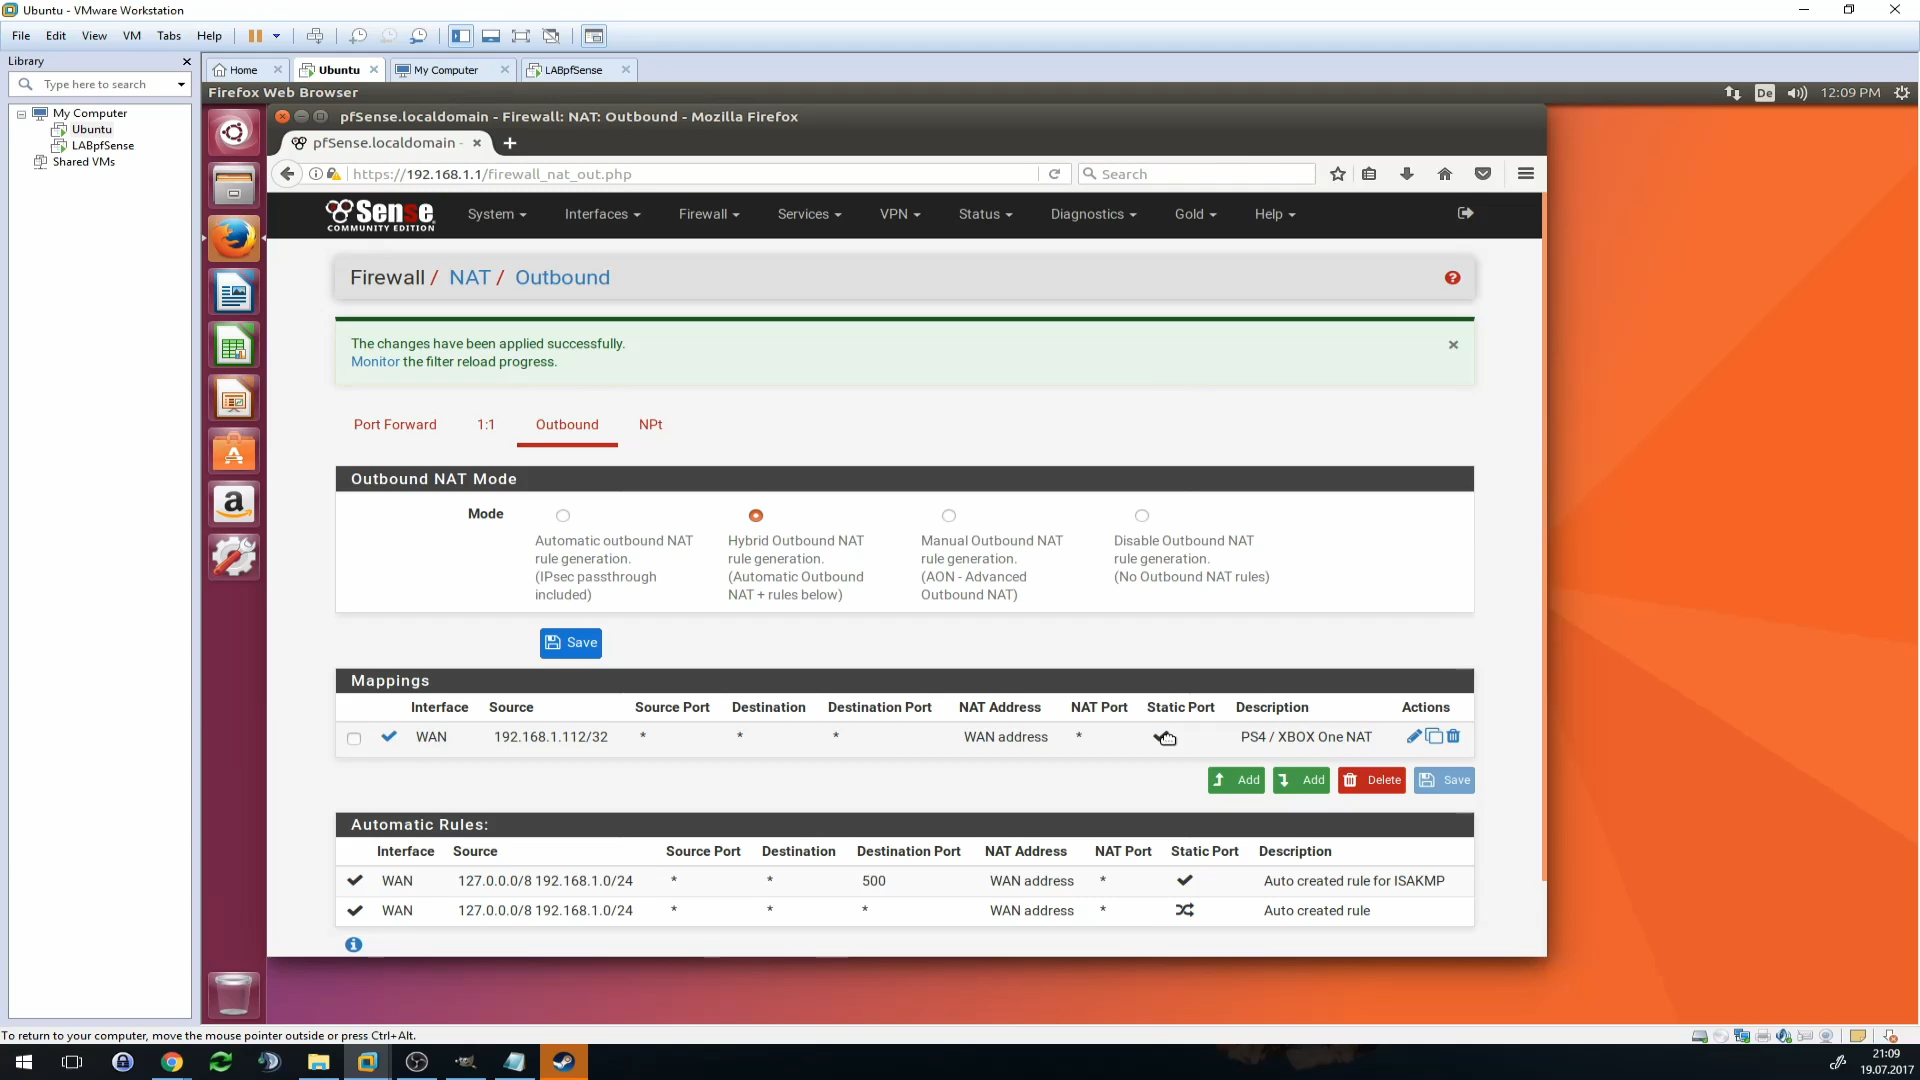 Ubuntu - VMware Workstation
File Edit View VM Tabs Help
Library
Home Ubuntu My Computer LABpfSense
Type here to search
My Computer
Ubuntu
LABpfSense
Shared VMs
Firefox Web Browser
De 12:09 PM
pfSense.localdomain - Firewall: NAT: Outbound - Mozilla Firefox
pfSense.localdomain -
https://192.168.1.1/firewall_nat_out.php
Search
Sense
COMMUNITY EDITION
System Interfaces Firewall Services VPN Status Diagnostics Gold Help
Firewall / NAT / Outbound
The changes have been applied successfully.
Monitor the filter reload progress.
Port Forward 1:1 Outbound NPt
Outbound NAT Mode
Mode
Automatic outbound NAT
rule generation.
(IPsec passthrough
included)
Hybrid Outbound NAT
rule generation.
(Automatic Outbound
NAT + rules below)
Manual Outbound NAT
rule generation.
(AON - Advanced
Outbound NAT)
Disable Outbound NAT
rule generation.
(No Outbound NAT rules)
Save
Mappings
Interface Source Source Port Destination Destination Port NAT Address NAT Port Static Port Description Actions
WAN 192.168.1.112/32 * * * WAN address * PS4 / XBOX One NAT
Add Add Delete Save
Automatic Rules:
Interface Source Source Port Destination Destination Port NAT Address NAT Port Static Port Description
WAN 127.0.0.0/8 192.168.1.0/24 * * 500 WAN address * Auto created rule for ISAKMP
WAN 127.0.0.0/8 192.168.1.0/24 * * * WAN address * Auto created rule
To return to your computer, move the mouse pointer outside or press Ctrl+Alt.
21:09
19.07.2017